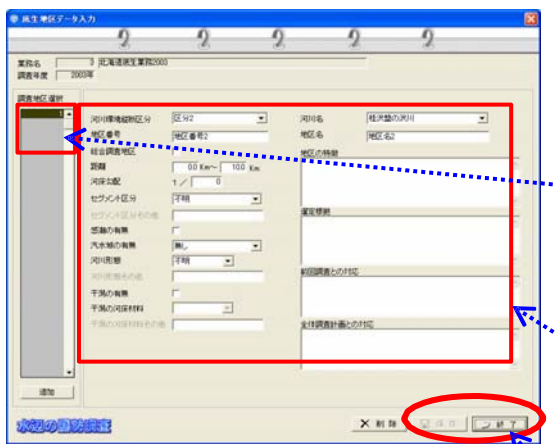 底生地区データ入力
業務名 3 北海道底生業務2003
調査年度 2003年
調査地区選択
1
河川環境縦断区分 区分2 河川名
地区番号 地区番号2 地区名 地区名2
総合調査地区 地区の特徴
距離 0.0 Km～ 10.0 Km
河床勾配 1／ 0
セグメント区分 不明
セグメント区分その他 選定根拠
感潮の有無
汽水域の有無 無し
河川形態 不明
河川形態その他 前回調査との対応
干潟の有無
干潟の河床材料
干潟の河床材料その他 全体調査計画との対応
追加
削除 保存 終了